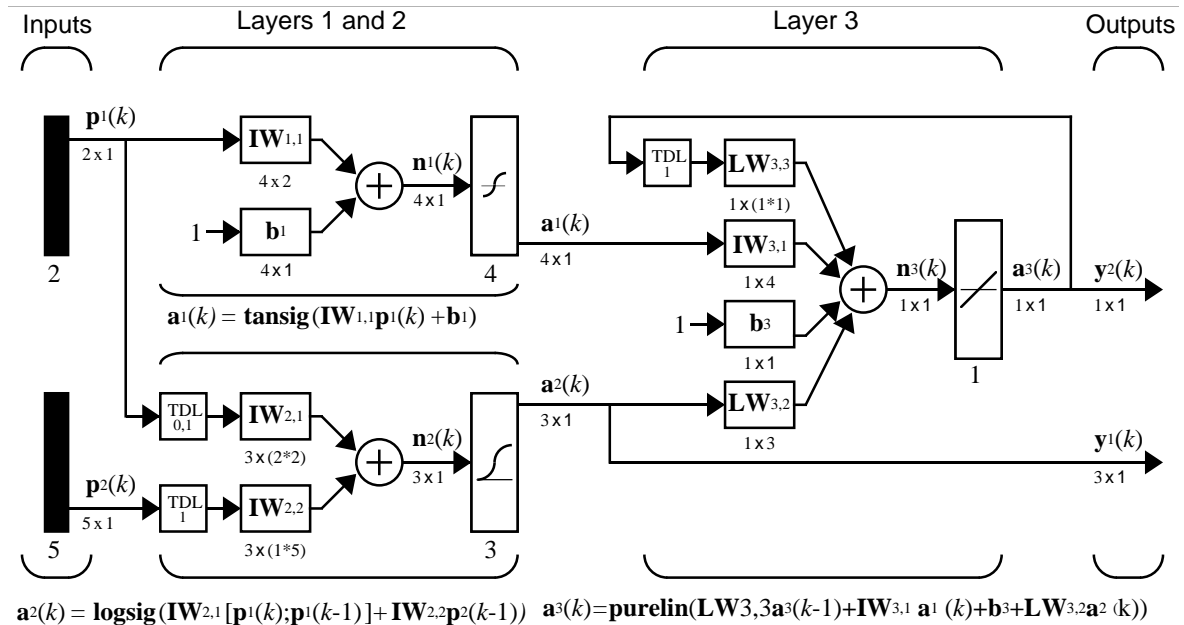 Inputs
Layers 1 and 2
Layer 3
Outputs
p1(k)
2 x 1
2
IW1,1
4 x 2
1
b1
4 x 1
n1(k)
4 x 1
4
a1(k) = tansig (IW1,1p1(k) +b1)
a1(k)
4 x 1
TDL
1
LW3,3
1 x (1*1)
IW3,1
1 x 4
1
b3
1 x 1
LW3,2
1 x 3
n3(k)
1 x 1
1
a3(k)
1 x 1
y2(k)
1 x 1
p2(k)
5 x 1
5
TDL
0,1
IW2,1
3 x (2*2)
TDL
1
IW2,2
3 x (1*5)
n2(k)
3 x 1
3
a2(k)
3 x 1
y1(k)
3 x 1
a2(k) = logsig (IW2,1 [p1(k);p1(k-1)]+ IW2,2p2(k-1))
a3(k)=purelin(LW3,3a3(k-1)+IW3,1 a1 (k)+b3+LW3,2a2 (k))